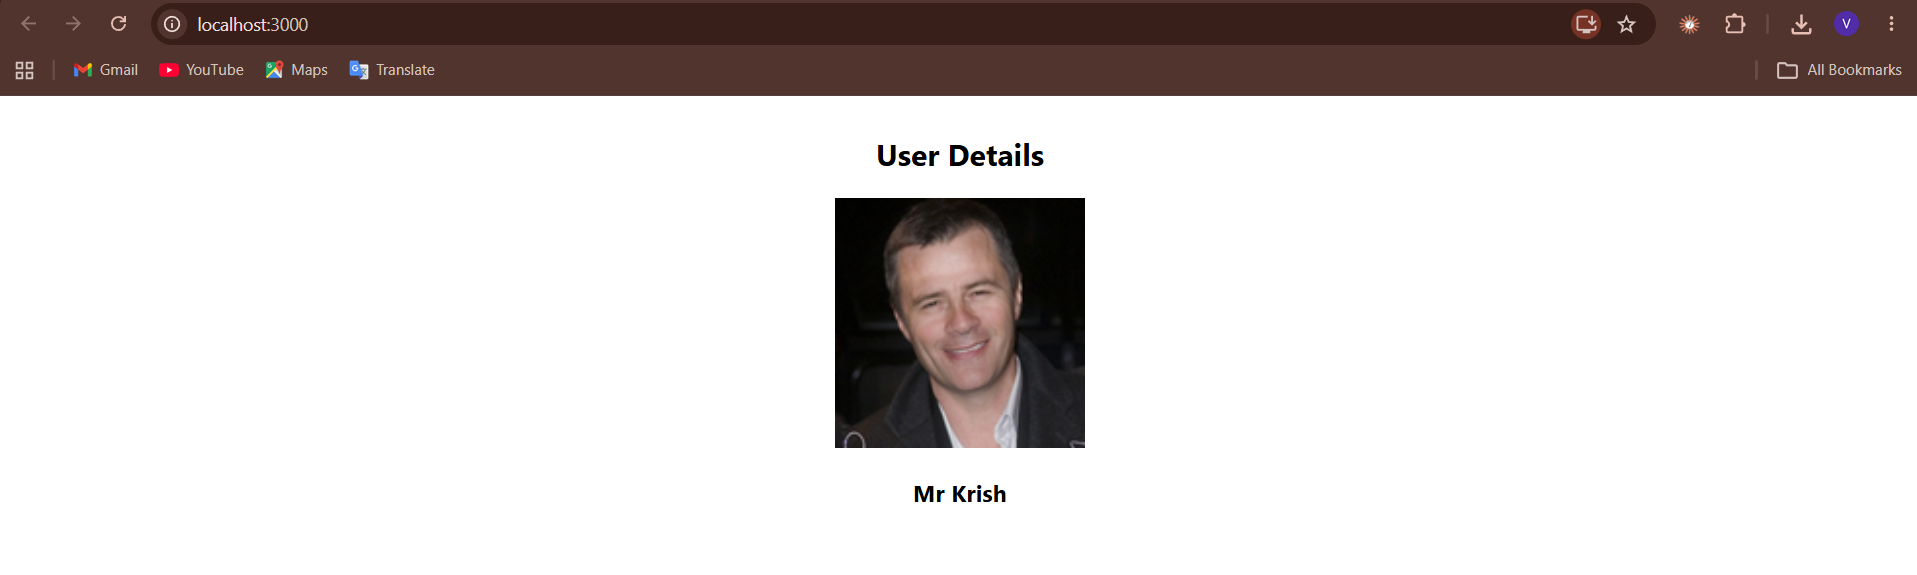 localhost:3000
V
Gmail YouTube Maps Translate All Bookmarks
User Details
Mr Krish